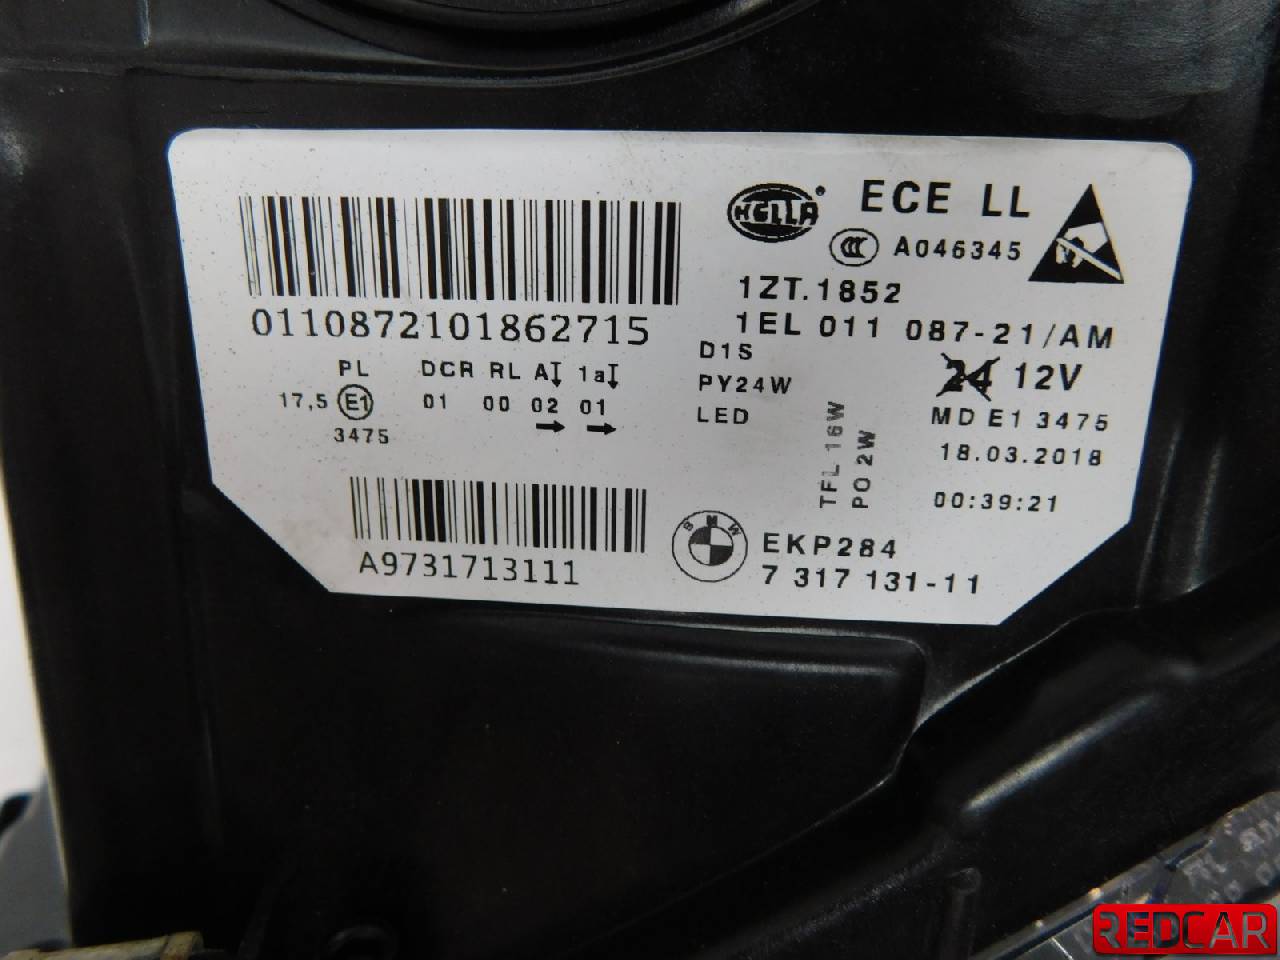 HELLA®
ECE LL
CCC
A046345
1ZT.1852
0110872101862715
1EL 011 087-21/AM
D1S
PY24W
LED
24 12V
MD E1 3475
18.03.2018
00:39:21
TFL 16W
PO 2W
PL
DCR RL A 1a
17,5 E1
01 00 02 01
3475
A9731713111
BMW
EKP284
7 317 131-11
REDCAR